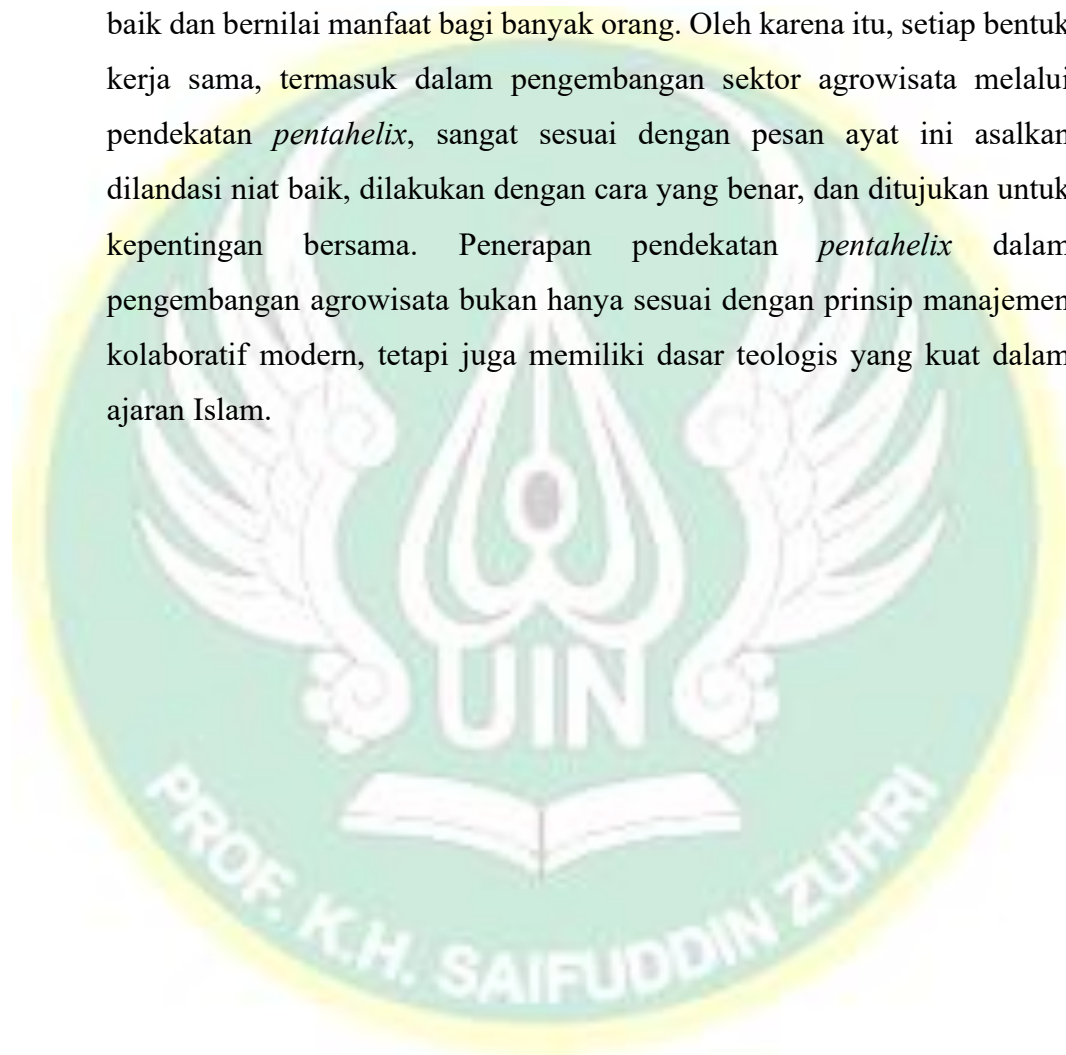 baik dan bernilai manfaat bagi banyak orang. Oleh karena itu, setiap bentuk
kerja sama, termasuk dalam pengembangan sektor agrowisata melalui
pendekatan pentahelix, sangat sesuai dengan pesan ayat ini asalkan
dilandasi niat baik, dilakukan dengan cara yang benar, dan ditujukan untuk
kepentingan bersama. Penerapan pendekatan pentahelix dalam
pengembangan agrowisata bukan hanya sesuai dengan prinsip manajemen
kolaboratif modern, tetapi juga memiliki dasar teologis yang kuat dalam
ajaran Islam.
UIN
PROF. K.H. SAIFUDDIN ZUHRI